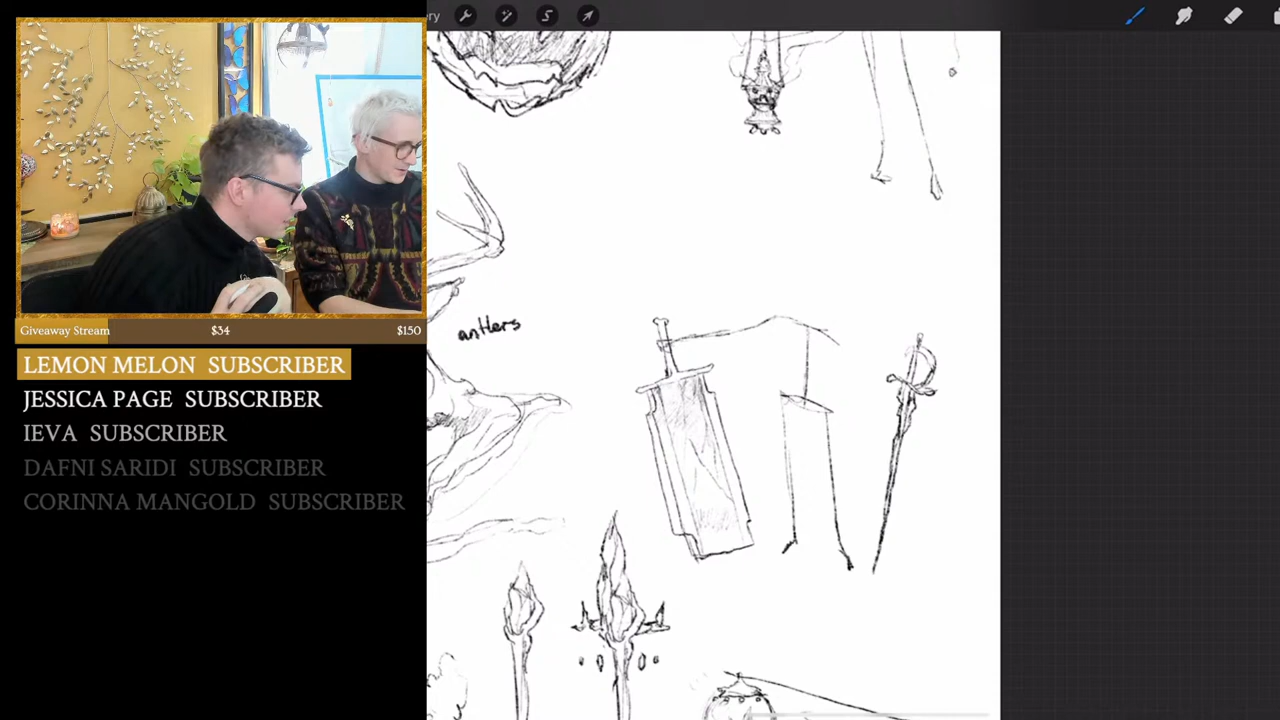 ry
antlers
Giveaway Stream $34 $150
LEMON MELON SUBSCRIBER
JESSICA PAGE SUBSCRIBER
IEVA SUBSCRIBER
DAFNI SARIDI SUBSCRIBER
CORINNA MANGOLD SUBSCRIBER